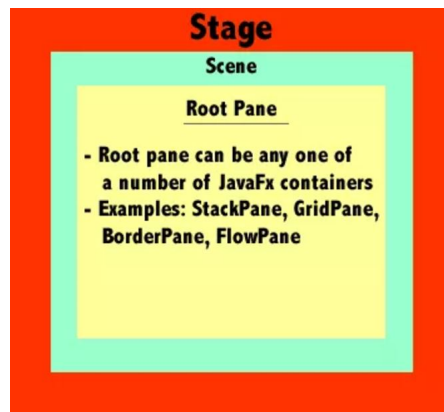 Stage
Scene
Root Pane
- Root pane can be any one of
a number of JavaFx containers
- Examples: StackPane, GridPane,
BorderPane, FlowPane